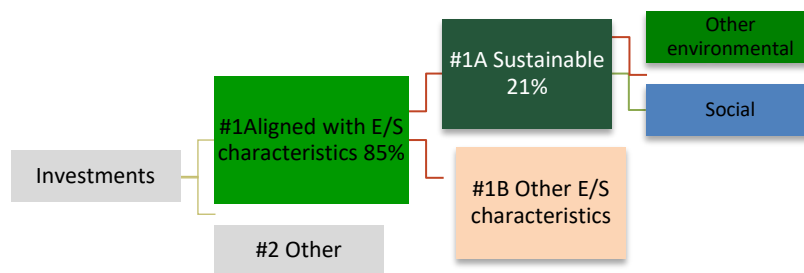 Investments
#1Aligned with E/S
characteristics 85%
#2 Other
#1A Sustainable
21%
#1B Other E/S
characteristics
Other
environmental
Social